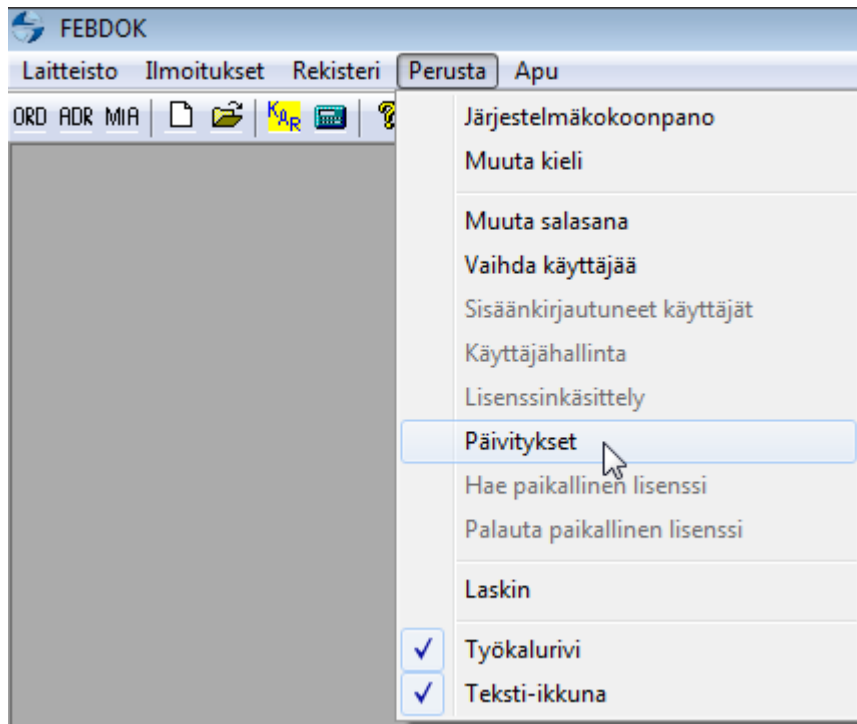 FEBDOK
Laitteisto Ilmoitukset Rekisteri Perusta Apu
ORD ADR MIA KAR ?
Järjestelmäkokoonpano
Muuta kieli
Muuta salasana
Vaihda käyttäjää
Sisäänkirjautuneet käyttäjät
Käyttäjähallinta
Lisenssinkäsittely
Päivitykset
Hae paikallinen lisenssi
Palauta paikallinen lisenssi
Laskin
Työkalurivi
Teksti-ikkuna